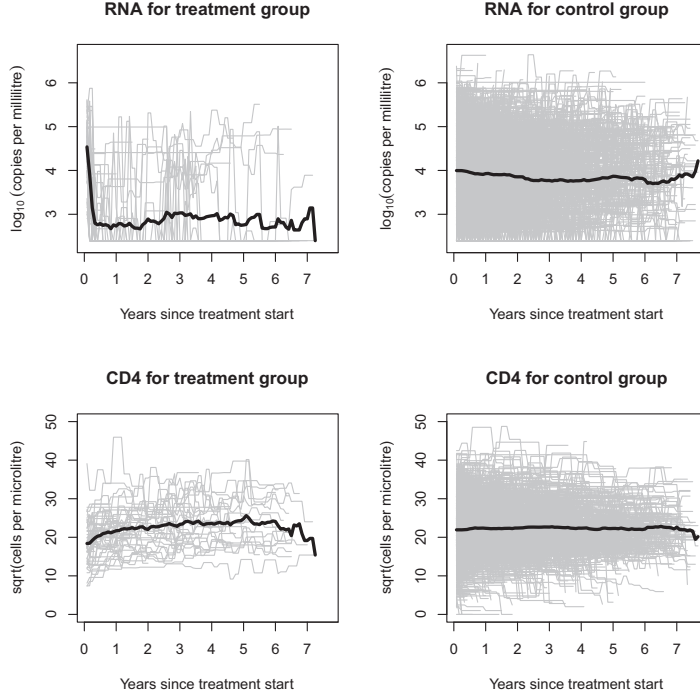 RNA for treatment group
RNA for control group
log10 (copies per millilitre)
6
5
4
3
0 1 2 3 4 5 6 7
Years since treatment start
log10(copies per millilitre)
6
5
4
3
0 1 2 3 4 5 6 7
Years since treatment start
CD4 for treatment group
CD4 for control group
sqrt(cells per microlitre)
50
40
30
20
10
0
0 1 2 3 4 5 6 7
Years since treatment start
sqrt(cells per microlitre)
50
40
30
20
10
0
0 1 2 3 4 5 6 7
Years since treatment start